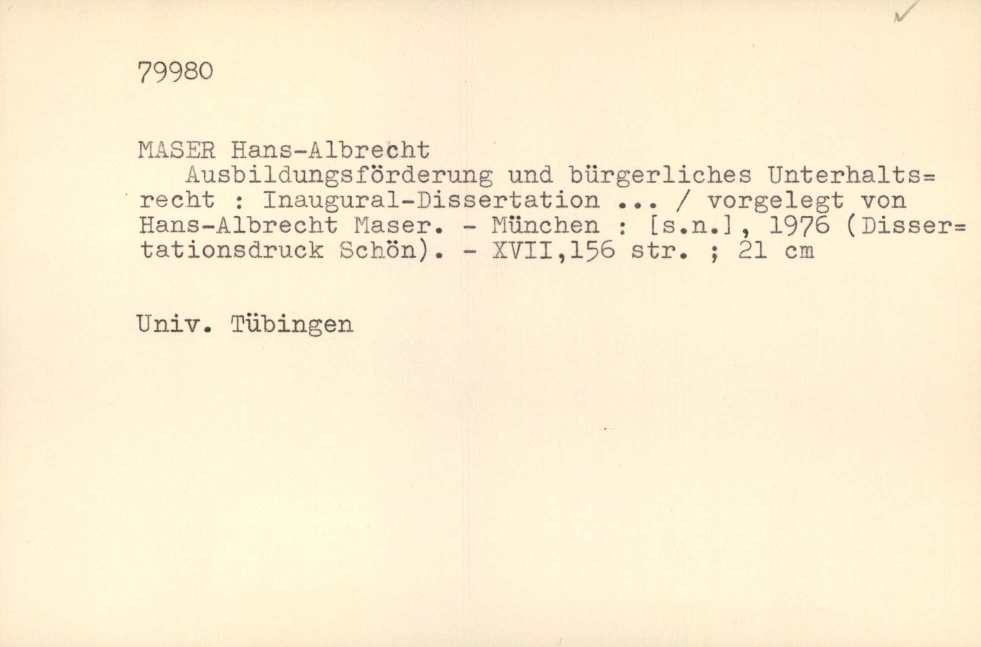 79980
MASER Hans-Albrecht
Ausbildungsförderung und bürgerliches Unterhalts=
recht : Inaugural-Dissertation ... / vorgelegt von
Hans-Albrecht Maser. - München : [s.n.], 1976 (Disser=
tationsdruck Schön). - XVII,156 str. ; 21 cm
Univ. Tübingen